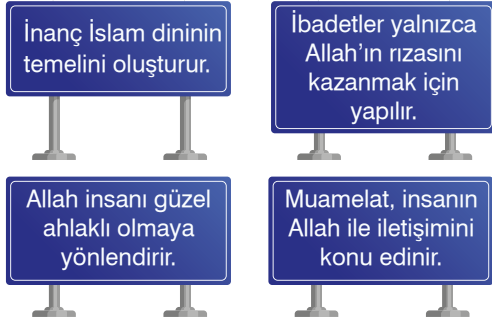 İnanç İslam dininin
temelini oluşturur.
İbadetler yalnızca
Allah’ın rızasını
kazanmak için
yapılır.
Allah insanı güzel
ahlaklı olmaya
yönlendirir.
Muamelat, insanın
Allah ile iletişimini
konu edinir.